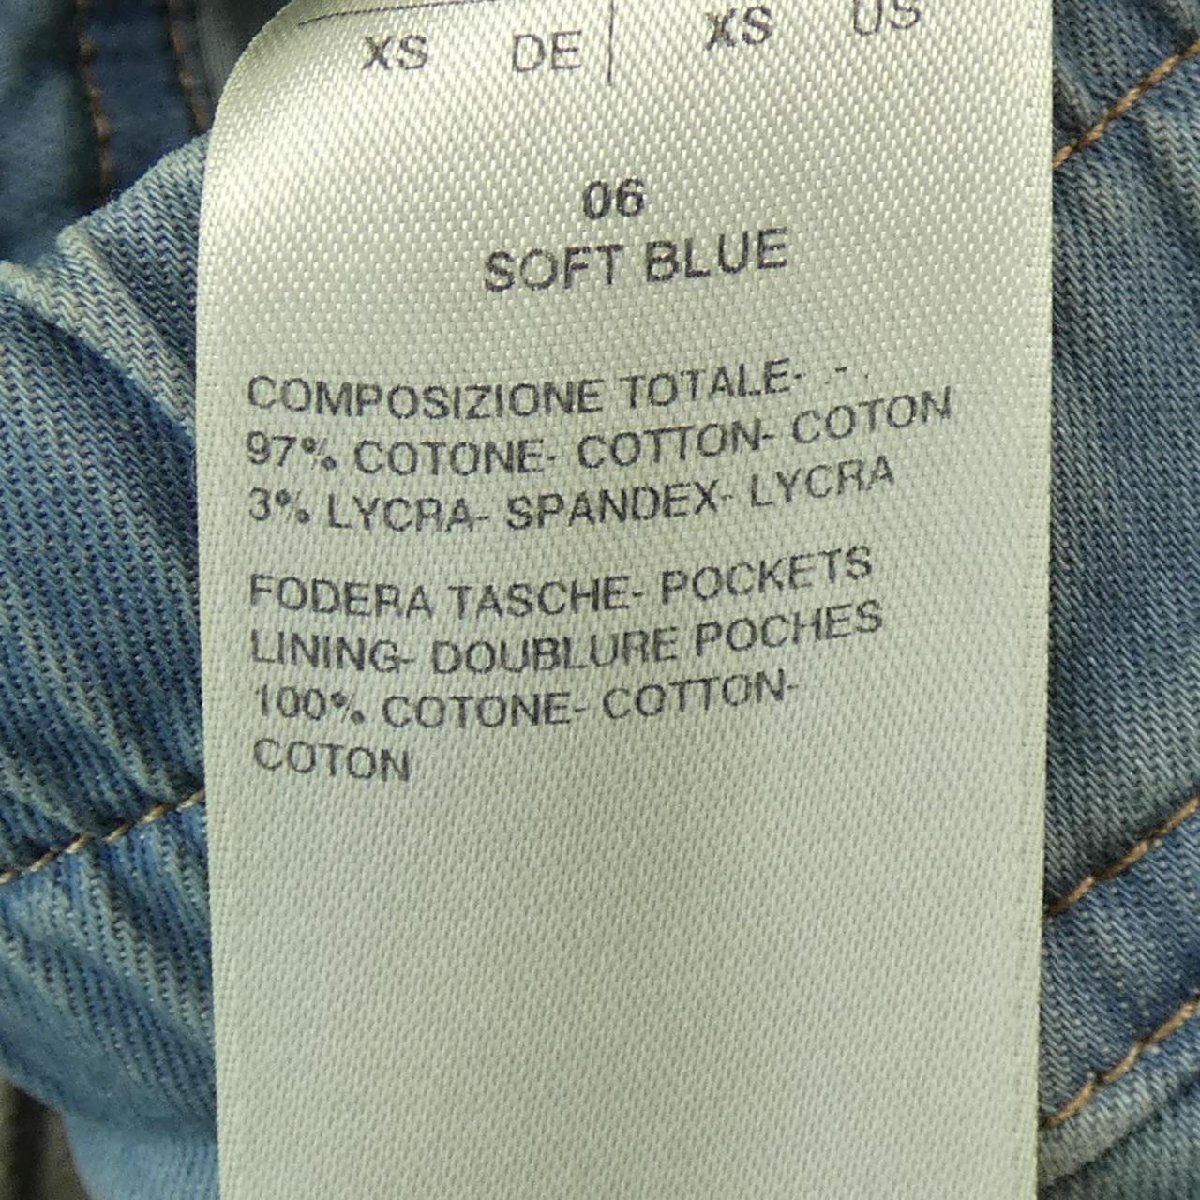 XS DE XS US
06
SOFT BLUE
COMPOSIZIONE TOTALE- .-.
97% COTONE- COTTON- COTON
3% LYCRA- SPANDEX- LYCRA
FODERA TASCHE- POCKETS
LINING- DOUBLURE POCHES
100% COTONE- COTTON-
COTON